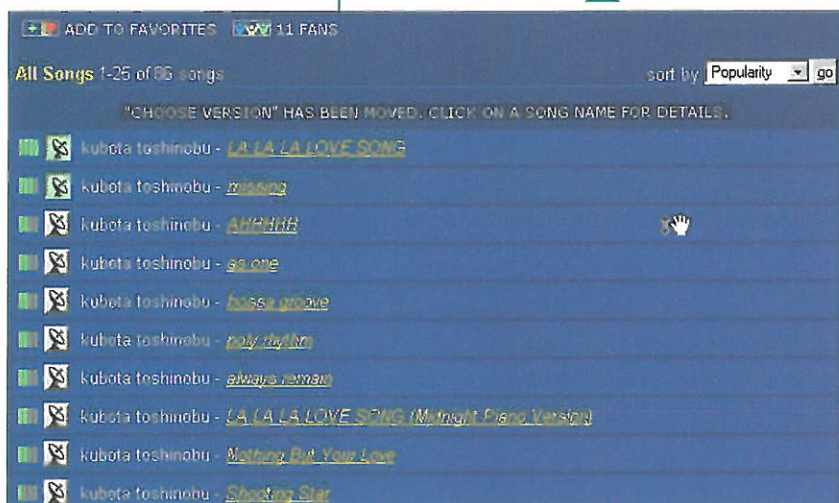 ADD TO FAVORITES 11 FANS
All Songs 1-25 of 86 songs sort by Popularity go
"CHOOSE VERSION" HAS BEEN MOVED. CLICK ON A SONG NAME FOR DETAILS.
kubota toshinobu - LA LA LA LOVE SONG
kubota toshinobu - missing
kubota toshinobu - AHHHHH
kubota toshinobu - as one
kubota toshinobu - bossa groove
kubota toshinobu - poly rhythm
kubota toshinobu - always remain
kubota toshinobu - LA LA LA LOVE SONG (Midnight Piano Version)
kubota toshinobu - Nothing But Your Love
kubota toshinobu - Shooting Star